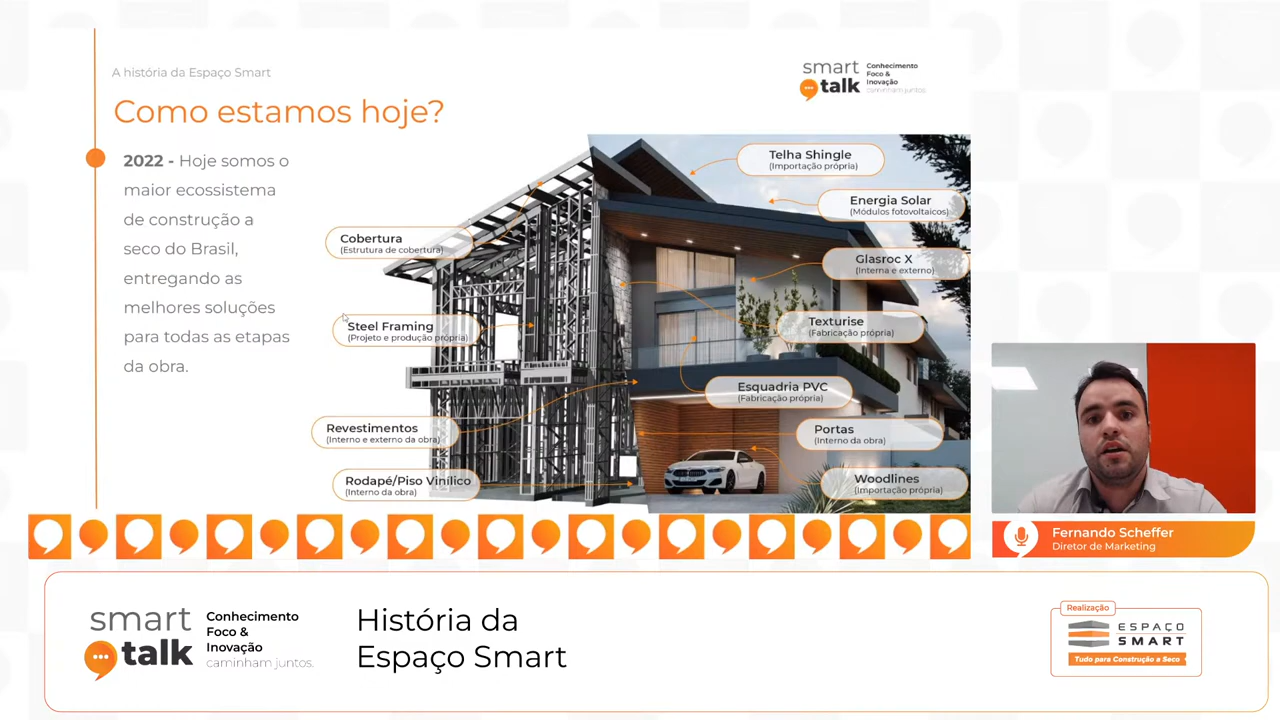 A história da Espaço Smart
Como estamos hoje?
smart
talk
Conhecimento
Foco &
Inovação
caminham juntos.
2022 - Hoje somos o
maior ecossistema
de construção a
seco do Brasil,
entregando as
melhores soluções
para todas as etapas
da obra.
Cobertura
(Estrutura de cobertura)
Steel Framing
(Projeto e produção própria)
Revestimentos
(Interno e externo da obra)
Rodapé/Piso Vinílico
(Interno da obra)
Telha Shingle
(Importação própria)
Energia Solar
(Módulos fotovoltaicos)
Glasroc X
(Interna e externo)
Texturise
(Fabricação própria)
Esquadria PVC
(Fabricação própria)
Portas
(Interno da obra)
Woodlines
(Importação própria)
Fernando Scheffer
Diretor de Marketing
smart
talk
Conhecimento
Foco &
Inovação
caminham juntos.
História da
Espaço Smart
Realização
ESPAÇO
SMART
Tudo para Construção a Seco